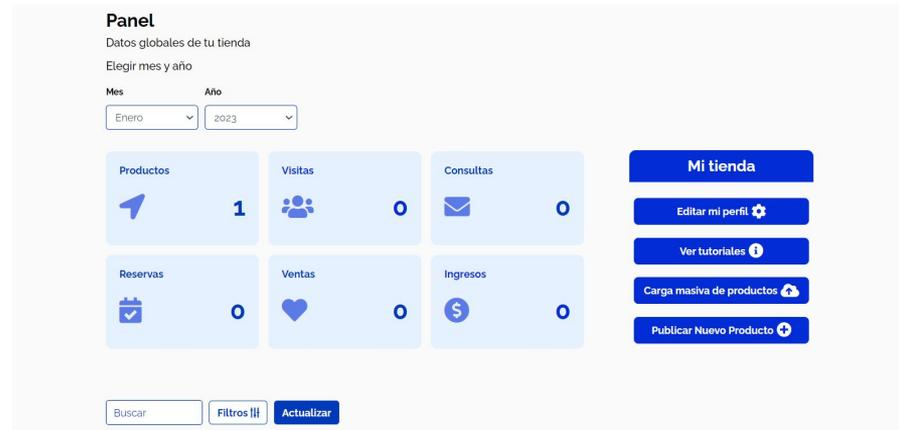 Panel
Datos globales de tu tienda
Elegir mes y año
Mes Año
Enero 2023
Productos Visitas Consultas
1 0 0
Reservas Ventas Ingresos
0 0 0
Mi tienda
Editar mi perfil
Ver tutoriales
Carga masiva de productos
Publicar Nuevo Producto
Buscar Filtros Actualizar